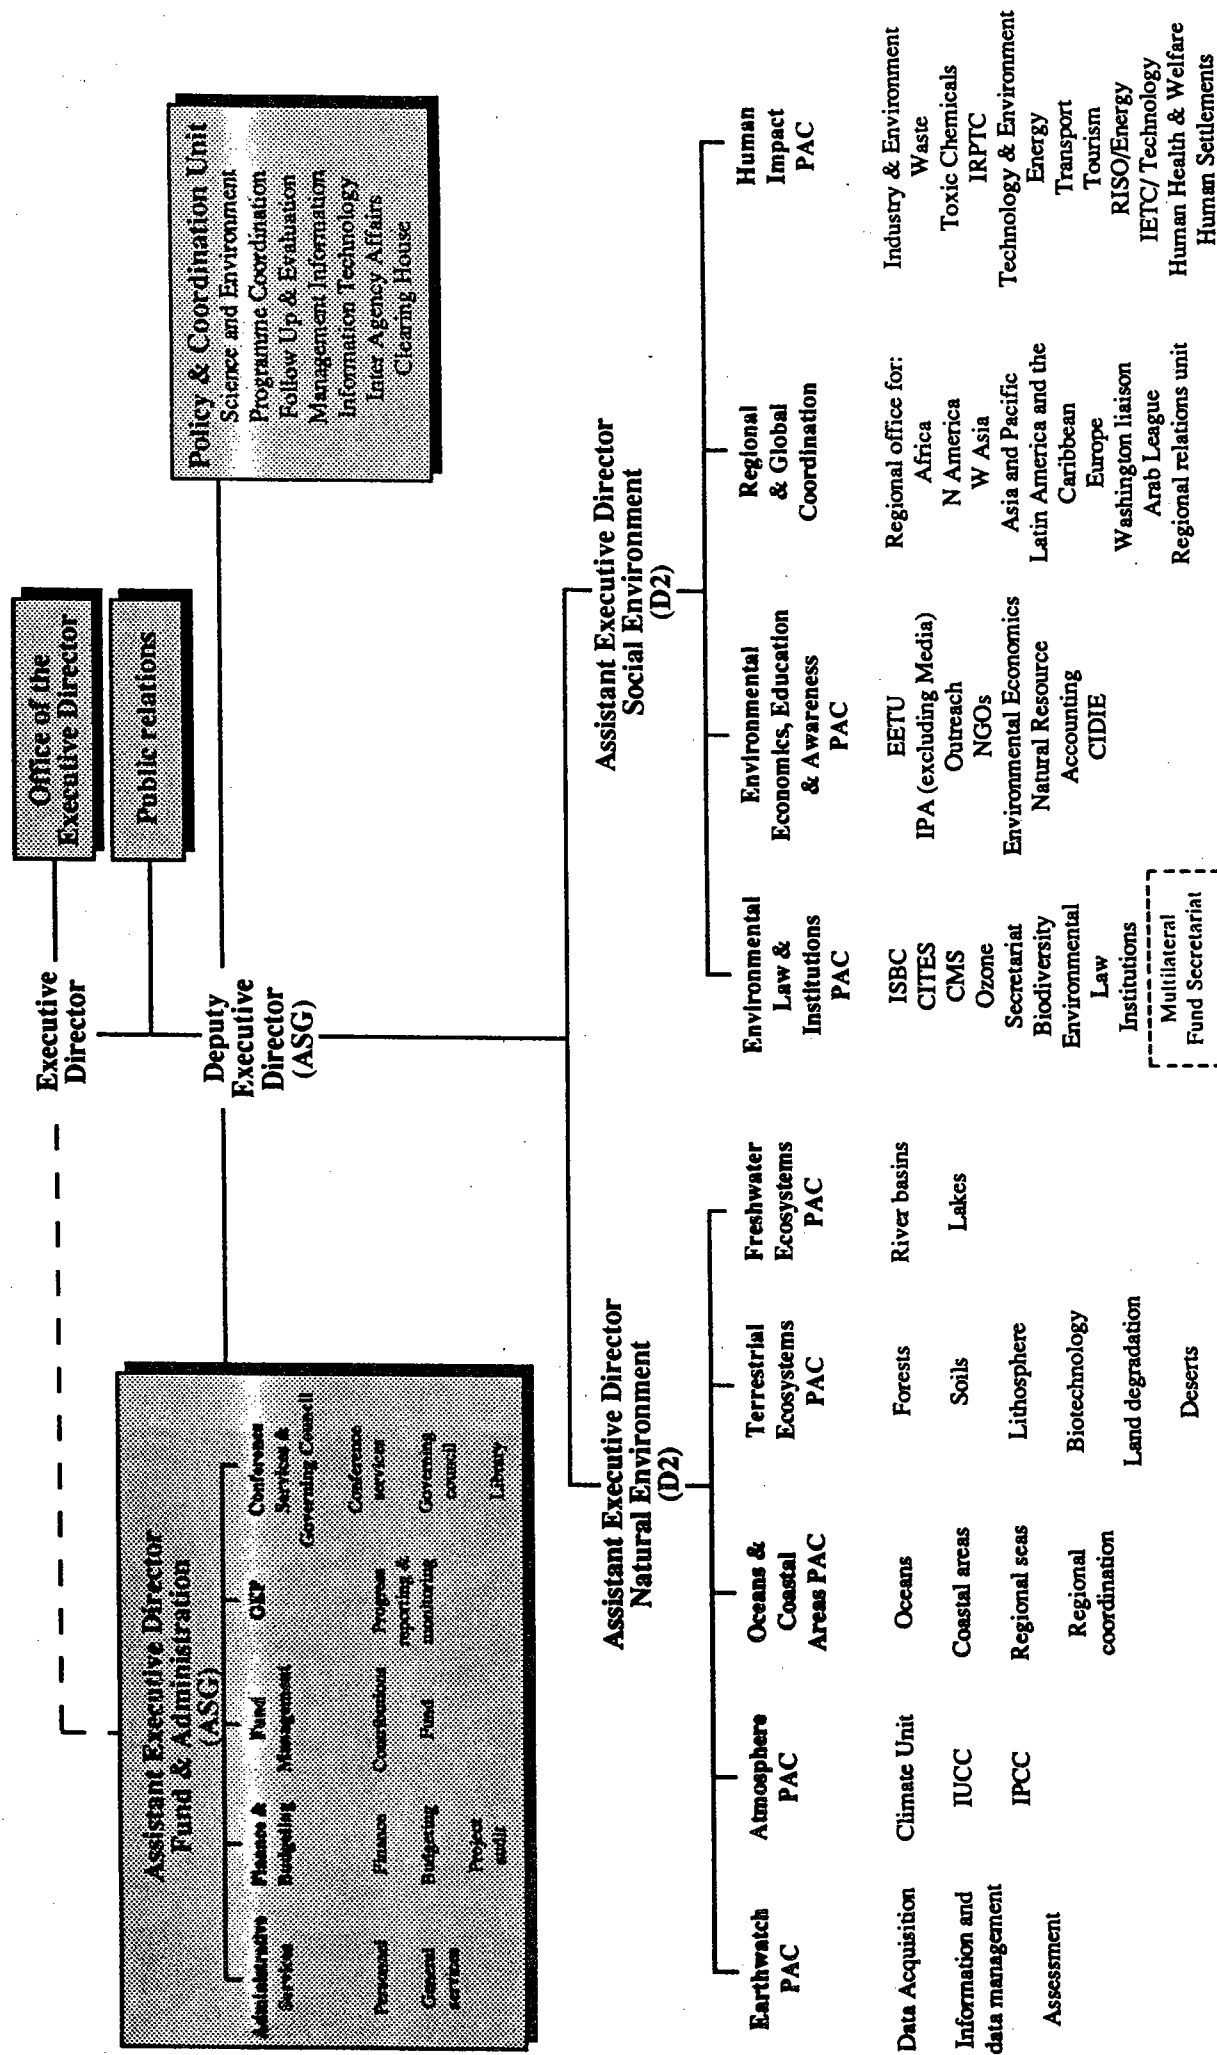 Office of the
Executive Director
Public relations
Executive
Director
Deputy
Executive
Director
(ASG)
Policy & Coordination Unit
Science and Environment
Programme Coordination
Follow Up & Evaluation
Management Information
Information Technology
Inter Agency Affairs
Clearing House
Assistant Executive Director
Fund & Administration
(ASG)
Administrative
Services
Personnel
General
services
Finance &
Budgeting
Finance
Budgeting
Project
audit
Fund
Management
Contributions
Fund
Progress
reporting &
monitoring
Conference
Services &
Governing Council
Conference
services
Governing
council
Library
Assistant Executive Director
Natural Environment
(D2)
Earthwatch
PAC
Data Acquisition
Information and
data management
Assessment
Atmosphere
PAC
Climate Unit
IUCC
IPCC
Oceans &
Coastal
Areas PAC
Oceans
Coastal areas
Regional seas
Regional
coordination
Terrestrial
Ecosystems
PAC
Forests
Soils
Lithosphere
Biotechnology
Land degradation
Deserts
Freshwater
Ecosystems
PAC
River basins
Lakes
Assistant Executive Director
Social Environment
(D2)
Environmental
Law &
Institutions
PAC
ISBC
CITES
CMS
Ozone
Secretariat
Biodiversity
Environmental
Law
Institutions
Multilateral
Fund Secretariat
Environmental
Economics, Education
& Awareness
PAC
EETU
IPA (excluding Media)
Outreach
NGOs
Environmental Economics
Natural Resource
Accounting
CIDIE
Regional
& Global
Coordination
Regional office for:
Africa
N America
W Asia
Asia and Pacific
Latin America and the
Caribbean
Europe
Washington liaison
Arab League
Regional relations unit
Human
Impact
PAC
Industry & Environment
Waste
Toxic Chemicals
IRPTC
Technology & Environment
Energy
Transport
Tourism
RISO/Energy
IETC/ Technology
Human Health & Welfare
Human Settlements